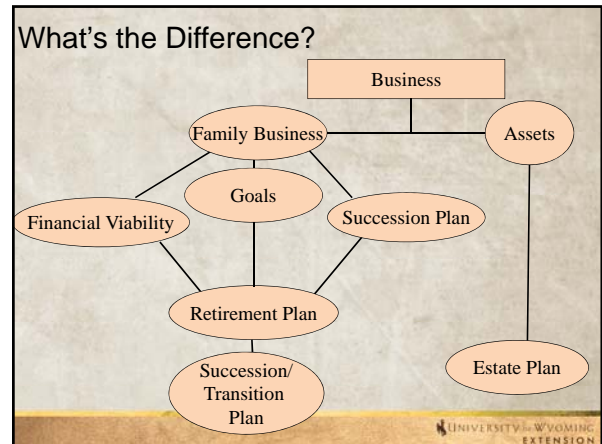 What's the Difference?
Business
Family Business
Assets
Goals
Financial Viability
Succession Plan
Retirement Plan
Succession/
Transition
Plan
Estate Plan
UNIVERSITY OF WYOMING
EXTENSION